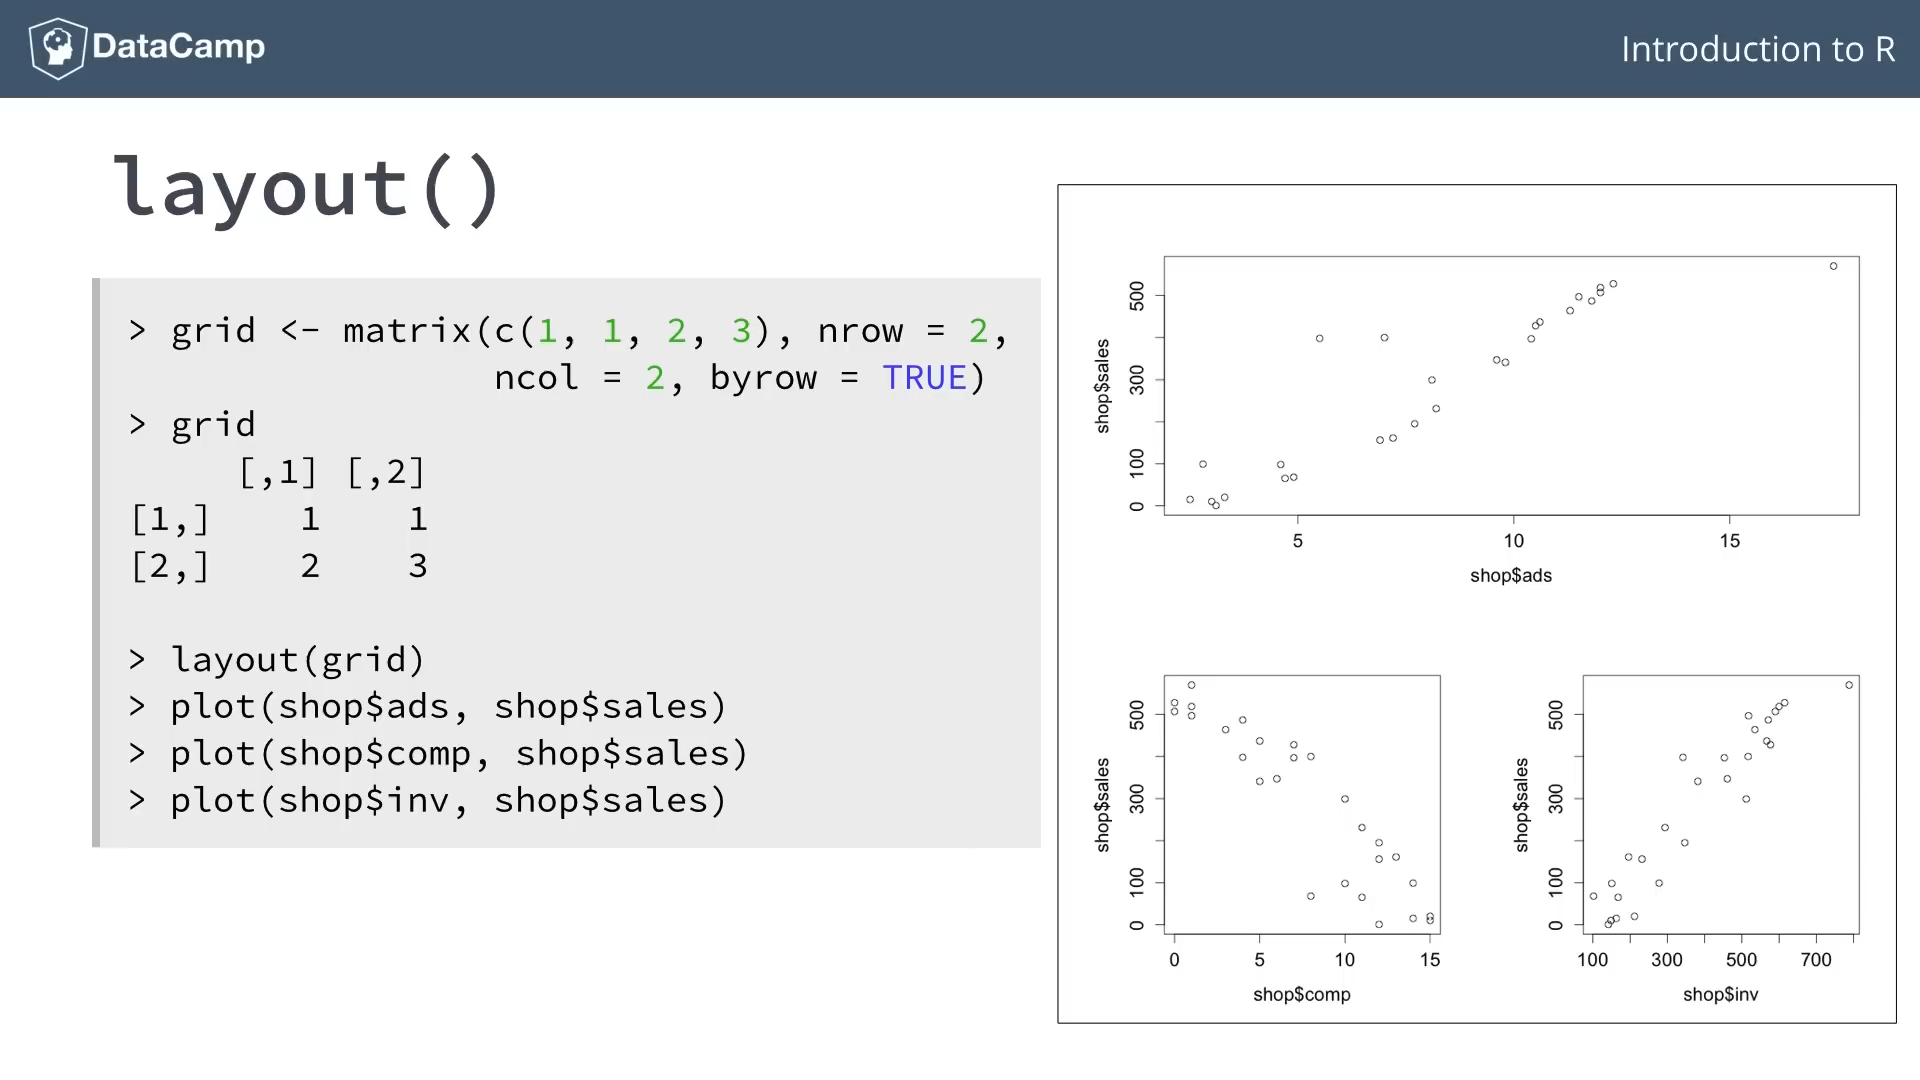 DataCamp
Introduction to R
layout()
> grid <- matrix(c(1, 1, 2, 3), nrow = 2,
ncol = 2, byrow = TRUE)
> grid
[,1] [,2]
[1,] 1 1
[2,] 2 3
> layout(grid)
> plot(shop$ads, shop$sales)
> plot(shop$comp, shop$sales)
> plot(shop$inv, shop$sales)
shop$sales
500
300
100
0
5 10 15
shop$ads
shop$sales
500
300
100
0
0 5 10 15
shop$comp
shop$sales
500
300
100
0
100 300 500 700
shop$inv